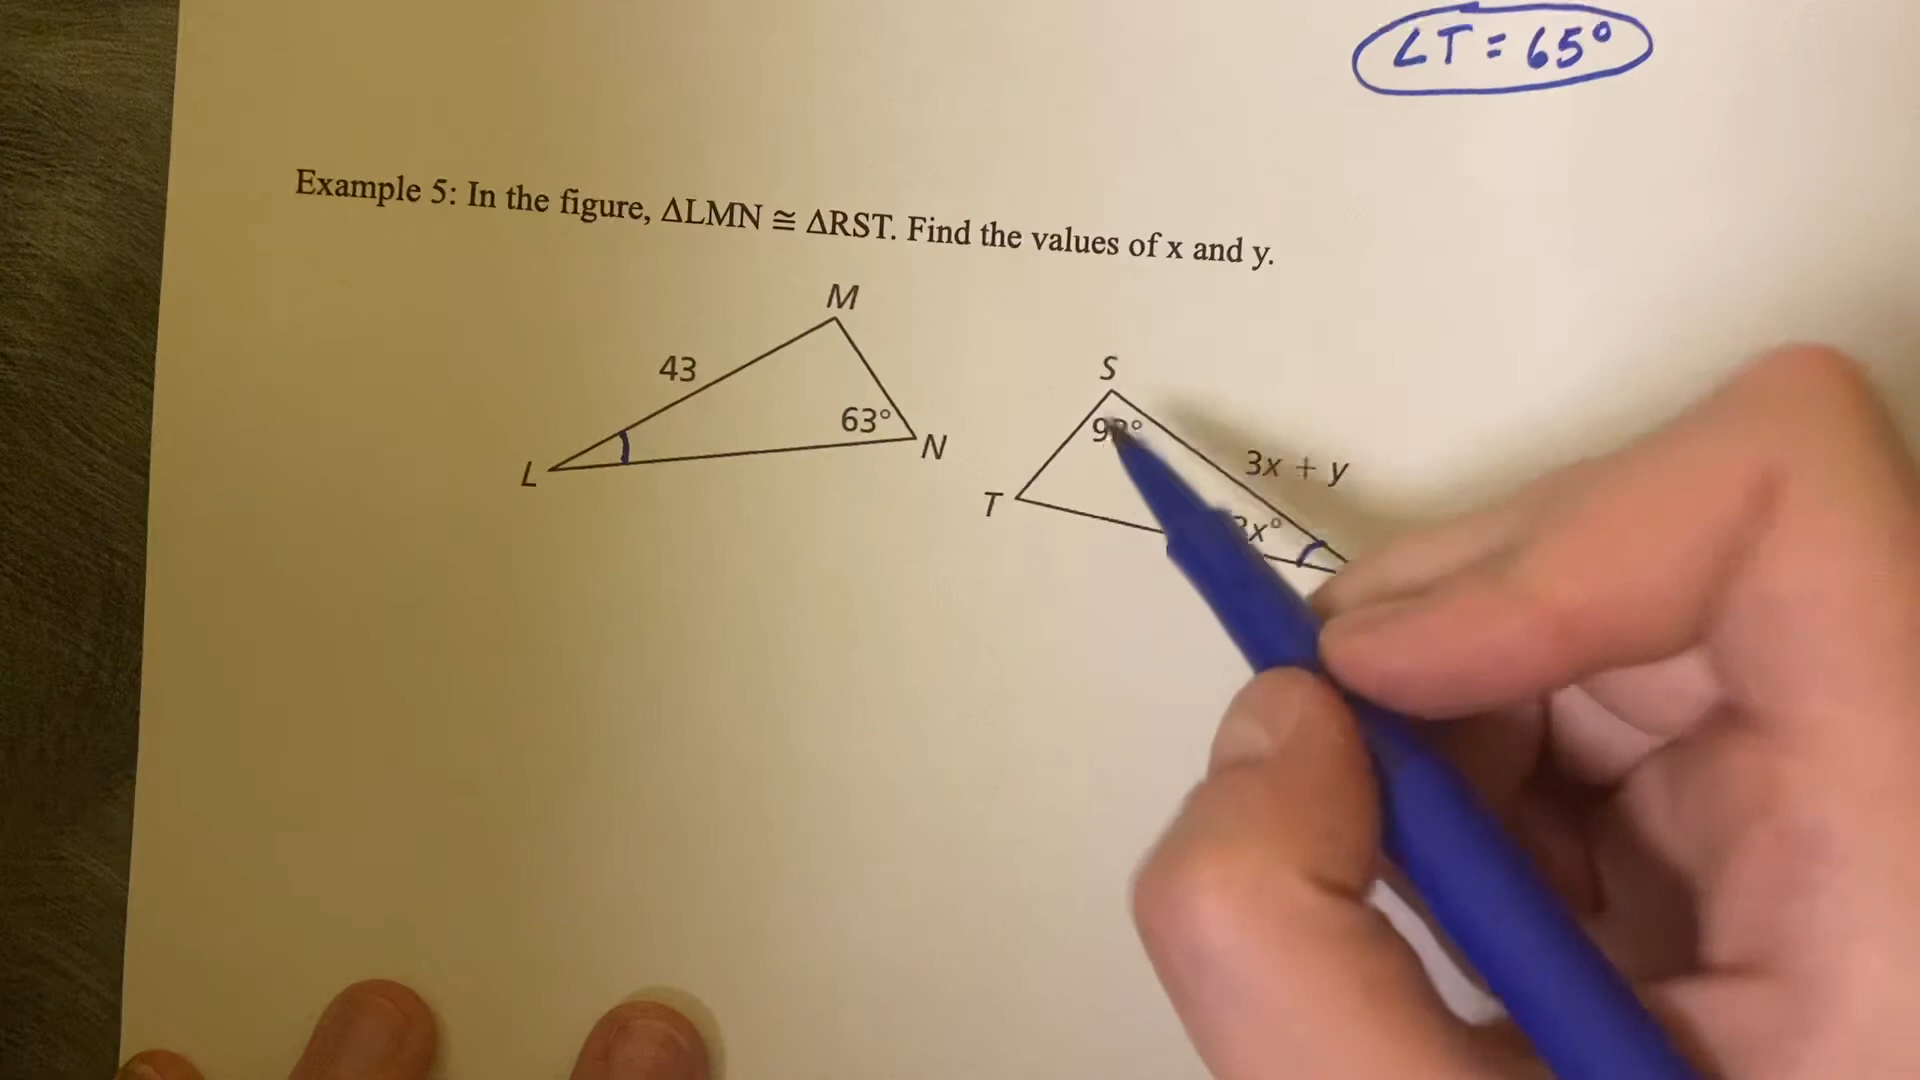 ∠T = 65°
Example 5: In the figure, ΔLMN ≅ ΔRST. Find the values of x and y.
M
43
S
63°
N
L
3x + y
T